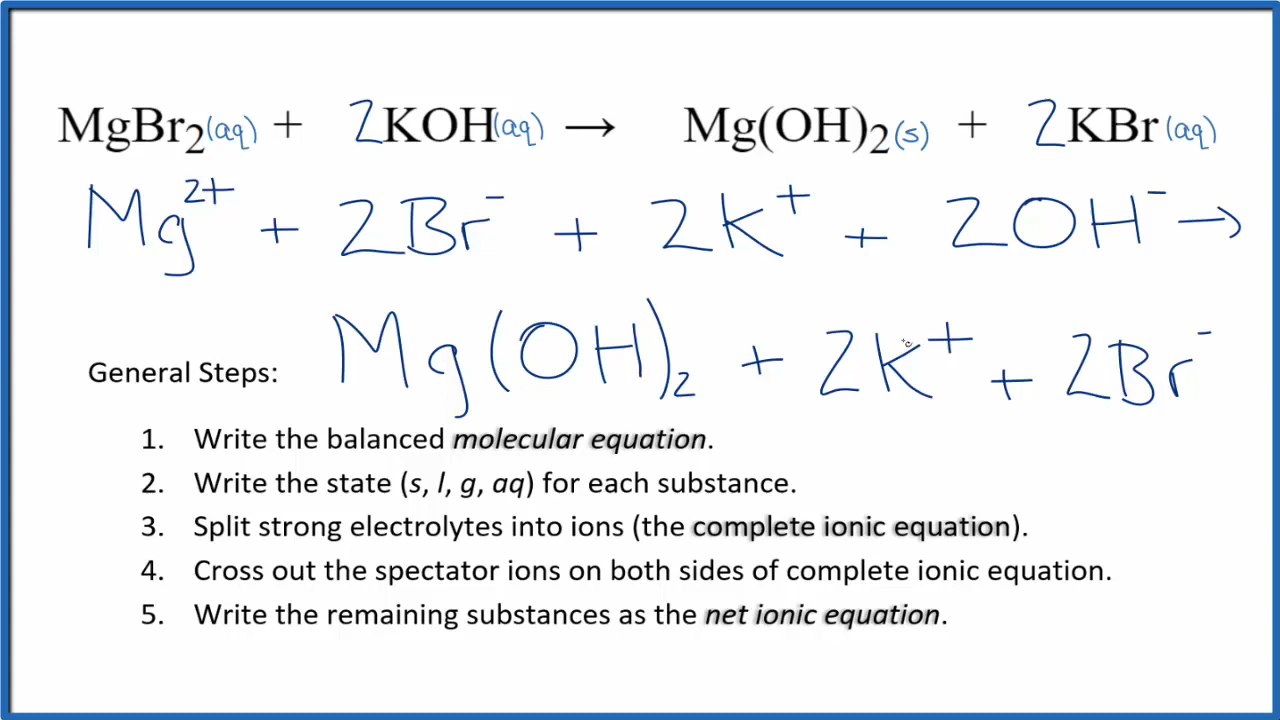 MgBr₂(aq) + 2KOH(aq) → Mg(OH)₂(s) + 2KBr(aq)
Mg²⁺ + 2Br⁻ + 2K⁺ + 2OH⁻ →
Mg(OH)₂ + 2K⁺ + 2Br⁻
General Steps:
1. Write the balanced molecular equation.
2. Write the state (s, l, g, aq) for each substance.
3. Split strong electrolytes into ions (the complete ionic equation).
4. Cross out the spectator ions on both sides of complete ionic equation.
5. Write the remaining substances as the net ionic equation.